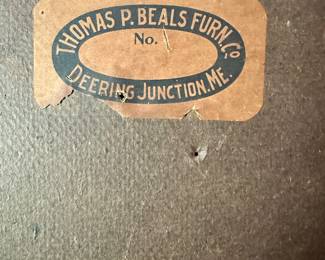 THOMAS P. BEALS FURN. CO
No.
DEERING JUNCTION, ME.